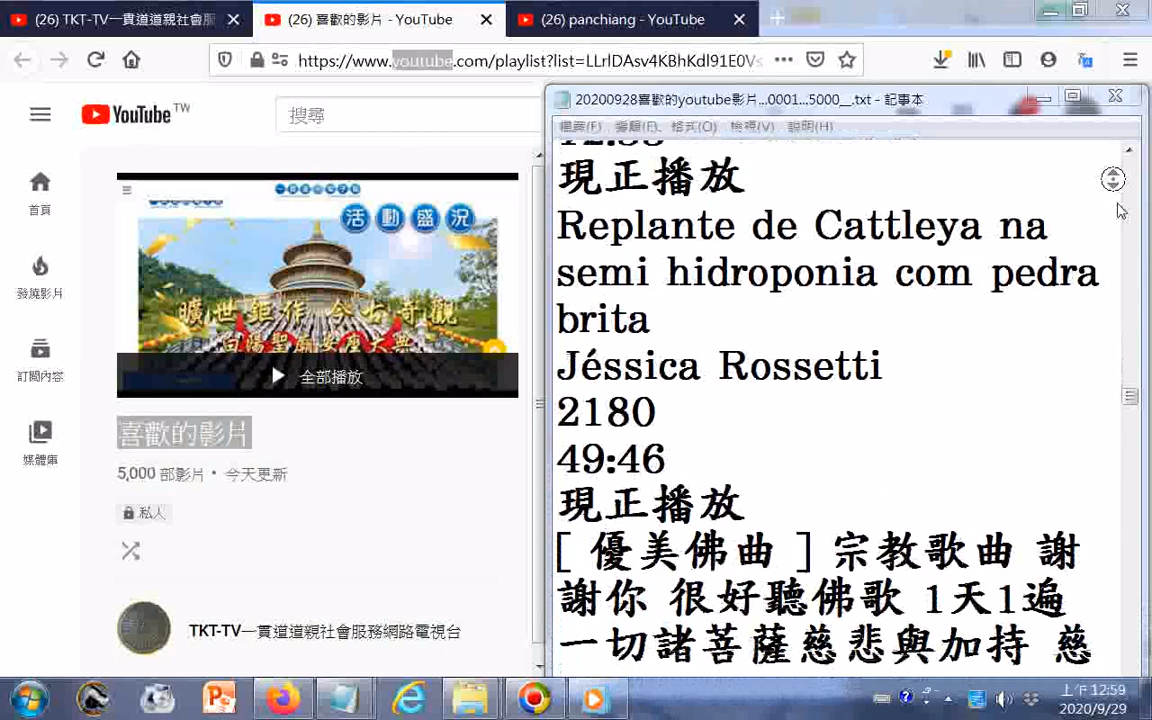 (26) TKT-TV一貫道道親社會服
(26) 喜歡的影片 - YouTube
(26) panchiang - YouTube
https://www.youtube.com/playlist?list=LLrlDAsv4KBhKdl91E0Vs
YouTube TW
搜尋
20200928喜歡的youtube影片...0001...5000__.txt - 記事本
檔案(F) 編輯(E) 格式(O) 檢視(V) 說明(H)
首頁
發燒影片
訂閱內容
媒體庫
活動盛況
曠世鉅作 今古奇觀
全部播放
喜歡的影片
5,000 部影片 • 今天更新
私人
TKT-TV一貫道道親社會服務網路電視台
現正播放
Replante de Cattleya na
semi hidroponia com pedra
brita
Jéssica Rossetti
2180
49:46
現正播放
[ 優美佛曲 ] 宗教歌曲 謝
謝你 很好聽佛歌 1天1遍
一切諸菩薩慈悲與加持 慈
上午 12:59
2020/9/29